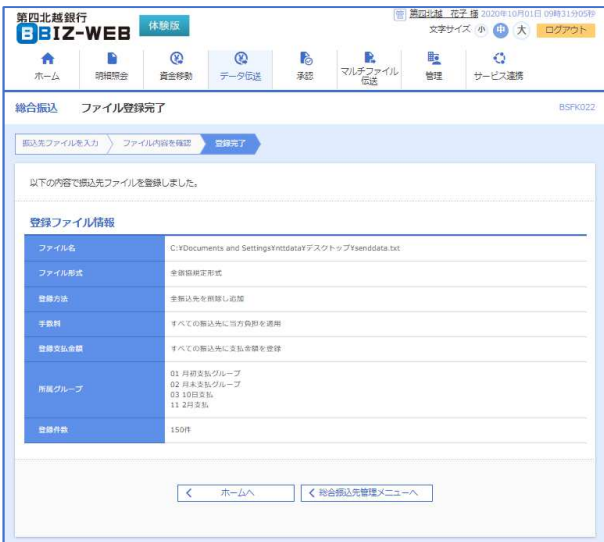 第四北越銀行
BBIZ-WEB 体験版
第四北越 花子 様 2020年10月01日 09時31分05秒
文字サイズ 小 中 大 ログアウト
ホーム 明細照会 資金移動 データ伝送 承認 マルチファイル伝送 管理 サービス連携
総合振込 ファイル登録完了 BSFK022
振込先ファイルを入力 ファイル内容を確認 登録完了
以下の内容で振込先ファイルを登録しました。
登録ファイル情報
ファイル名 C:¥Documents and Settings¥nttdata¥デスクトップ¥senddata.txt
ファイル形式 全銀協規定形式
登録方法 全振込先を削除し追加
手数料 すべての振込先に当方負担を適用
登録支払金額 すべての振込先に支払金額を登録
所属グループ 01 月初支払グループ
02 月末支払グループ
03 10日支払
11 2月支払
登録件数 150件
ホームへ 総合振込先管理メニューへ